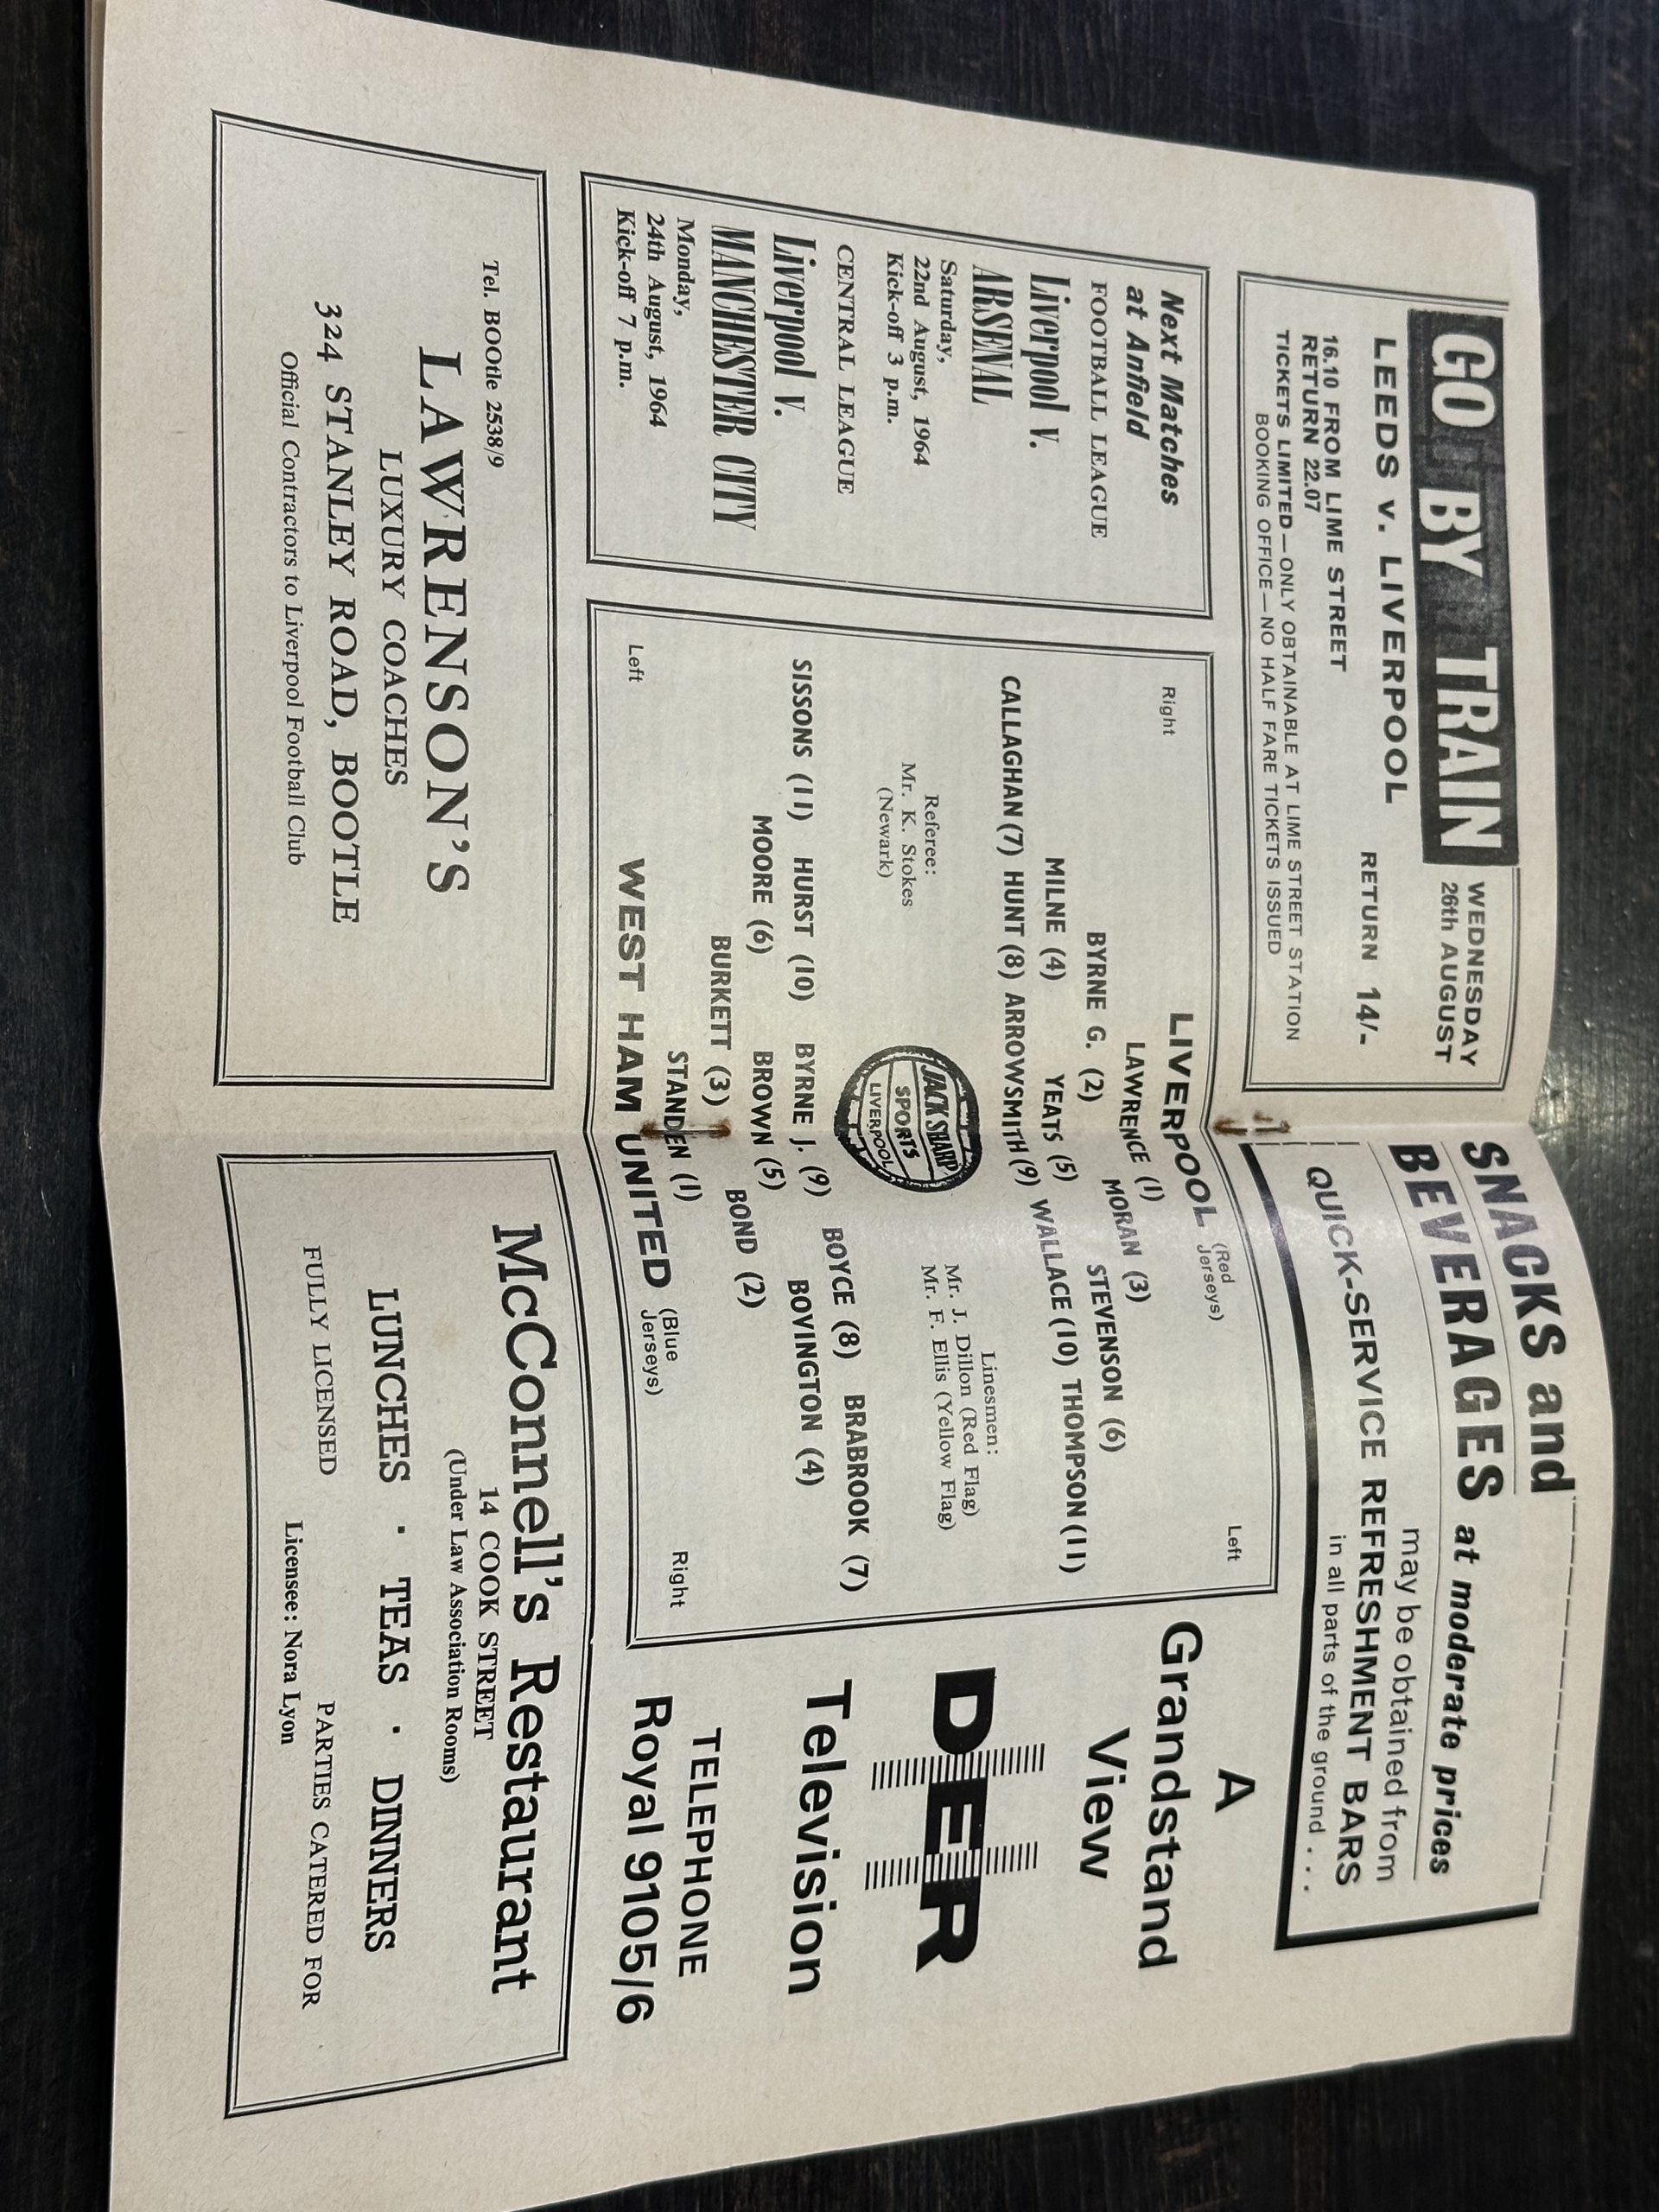 GO BY TRAIN
WEDNESDAY
26th AUGUST
LEEDS v. LIVERPOOL
RETURN 14/-
16.10 FROM LIME STREET
RETURN 22.07
TICKETS LIMITED—ONLY OBTAINABLE AT LIME STREET STATION
BOOKING OFFICE—NO HALF FARE TICKETS ISSUED
SNACKS and
BEVERAGES at moderate prices
may be obtained from
QUICK-SERVICE REFRESHMENT BARS
in all parts of the ground . . .
Next Matches
at Anfield
FOOTBALL LEAGUE
Liverpool v.
ARSENAL
Saturday,
22nd August, 1964
Kick-off 3 p.m.
CENTRAL LEAGUE
Liverpool v.
MANCHESTER CITY
Monday,
24th August, 1964
Kick-off 7 p.m.
Right
LIVERPOOL (Red Jerseys)
Left
LAWRENCE (1)
BYRNE G. (2) MORAN (3)
MILNE (4) YEATS (5) STEVENSON (6)
CALLAGHAN (7) HUNT (8) ARROWSMITH (9) WALLACE (10) THOMPSON (11)
Referee:
Mr. K. Stokes
(Newark)
JACK SHARP
SPORTS
LIVERPOOL
Linesmen:
Mr. J. Dillon (Red Flag)
Mr. F. Ellis (Yellow Flag)
SISSONS (11) HURST (10) BYRNE J. (9) BOYCE (8) BRABROOK (7)
MOORE (6) BROWN (5) BOVINGTON (4)
BURKETT (3) BOND (2)
STANDEN (1)
Left
WEST HAM UNITED (Blue Jerseys)
Right
A
Grandstand
View
DER
Television
TELEPHONE
Royal 9105/6
Tel. BOOtle 2538/9
LAWRENSON'S
LUXURY COACHES
324 STANLEY ROAD, BOOTLE
Official Contractors to Liverpool Football Club
McConnell's Restaurant
14 COOK STREET
(Under Law Association Rooms)
LUNCHES · TEAS · DINNERS
FULLY LICENSED
PARTIES CATERED FOR
Licensee: Nora Lyon